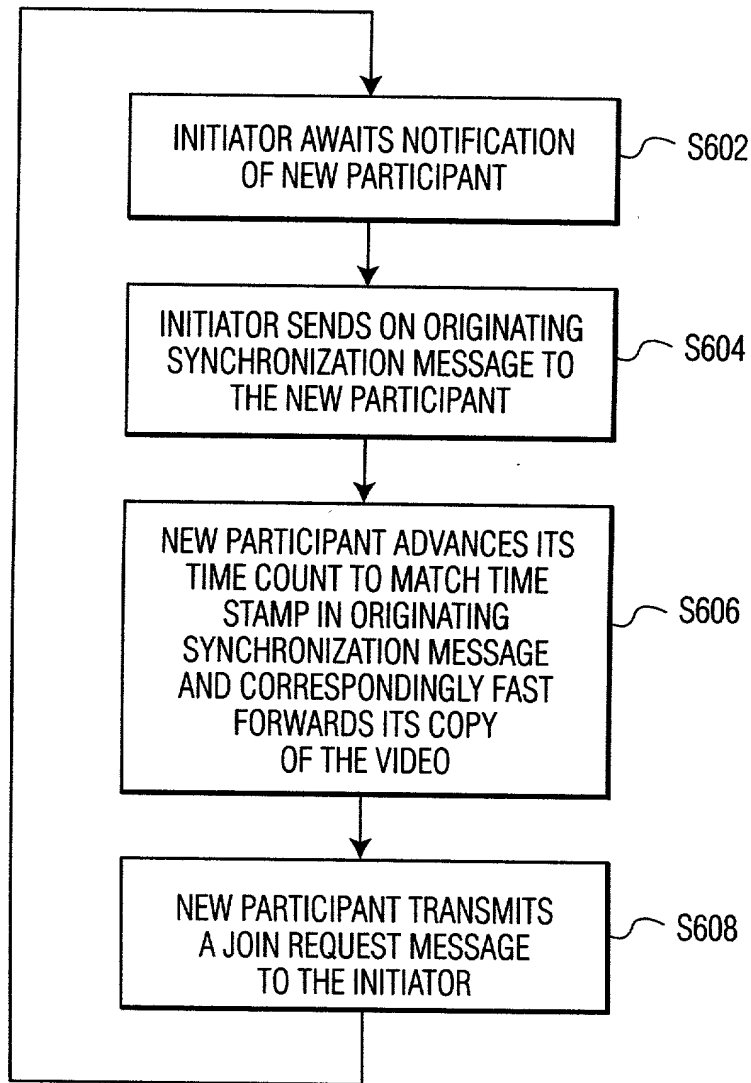 INITIATOR AWAITS NOTIFICATION
OF NEW PARTICIPANT
S602
INITIATOR SENDS ON ORIGINATING
SYNCHRONIZATION MESSAGE TO
THE NEW PARTICIPANT
S604
NEW PARTICIPANT ADVANCES ITS
TIME COUNT TO MATCH TIME
STAMP IN ORIGINATING
SYNCHRONIZATION MESSAGE
AND CORRESPONDINGLY FAST
FORWARDS ITS COPY
OF THE VIDEO
S606
NEW PARTICIPANT TRANSMITS
A JOIN REQUEST MESSAGE
TO THE INITIATOR
S608